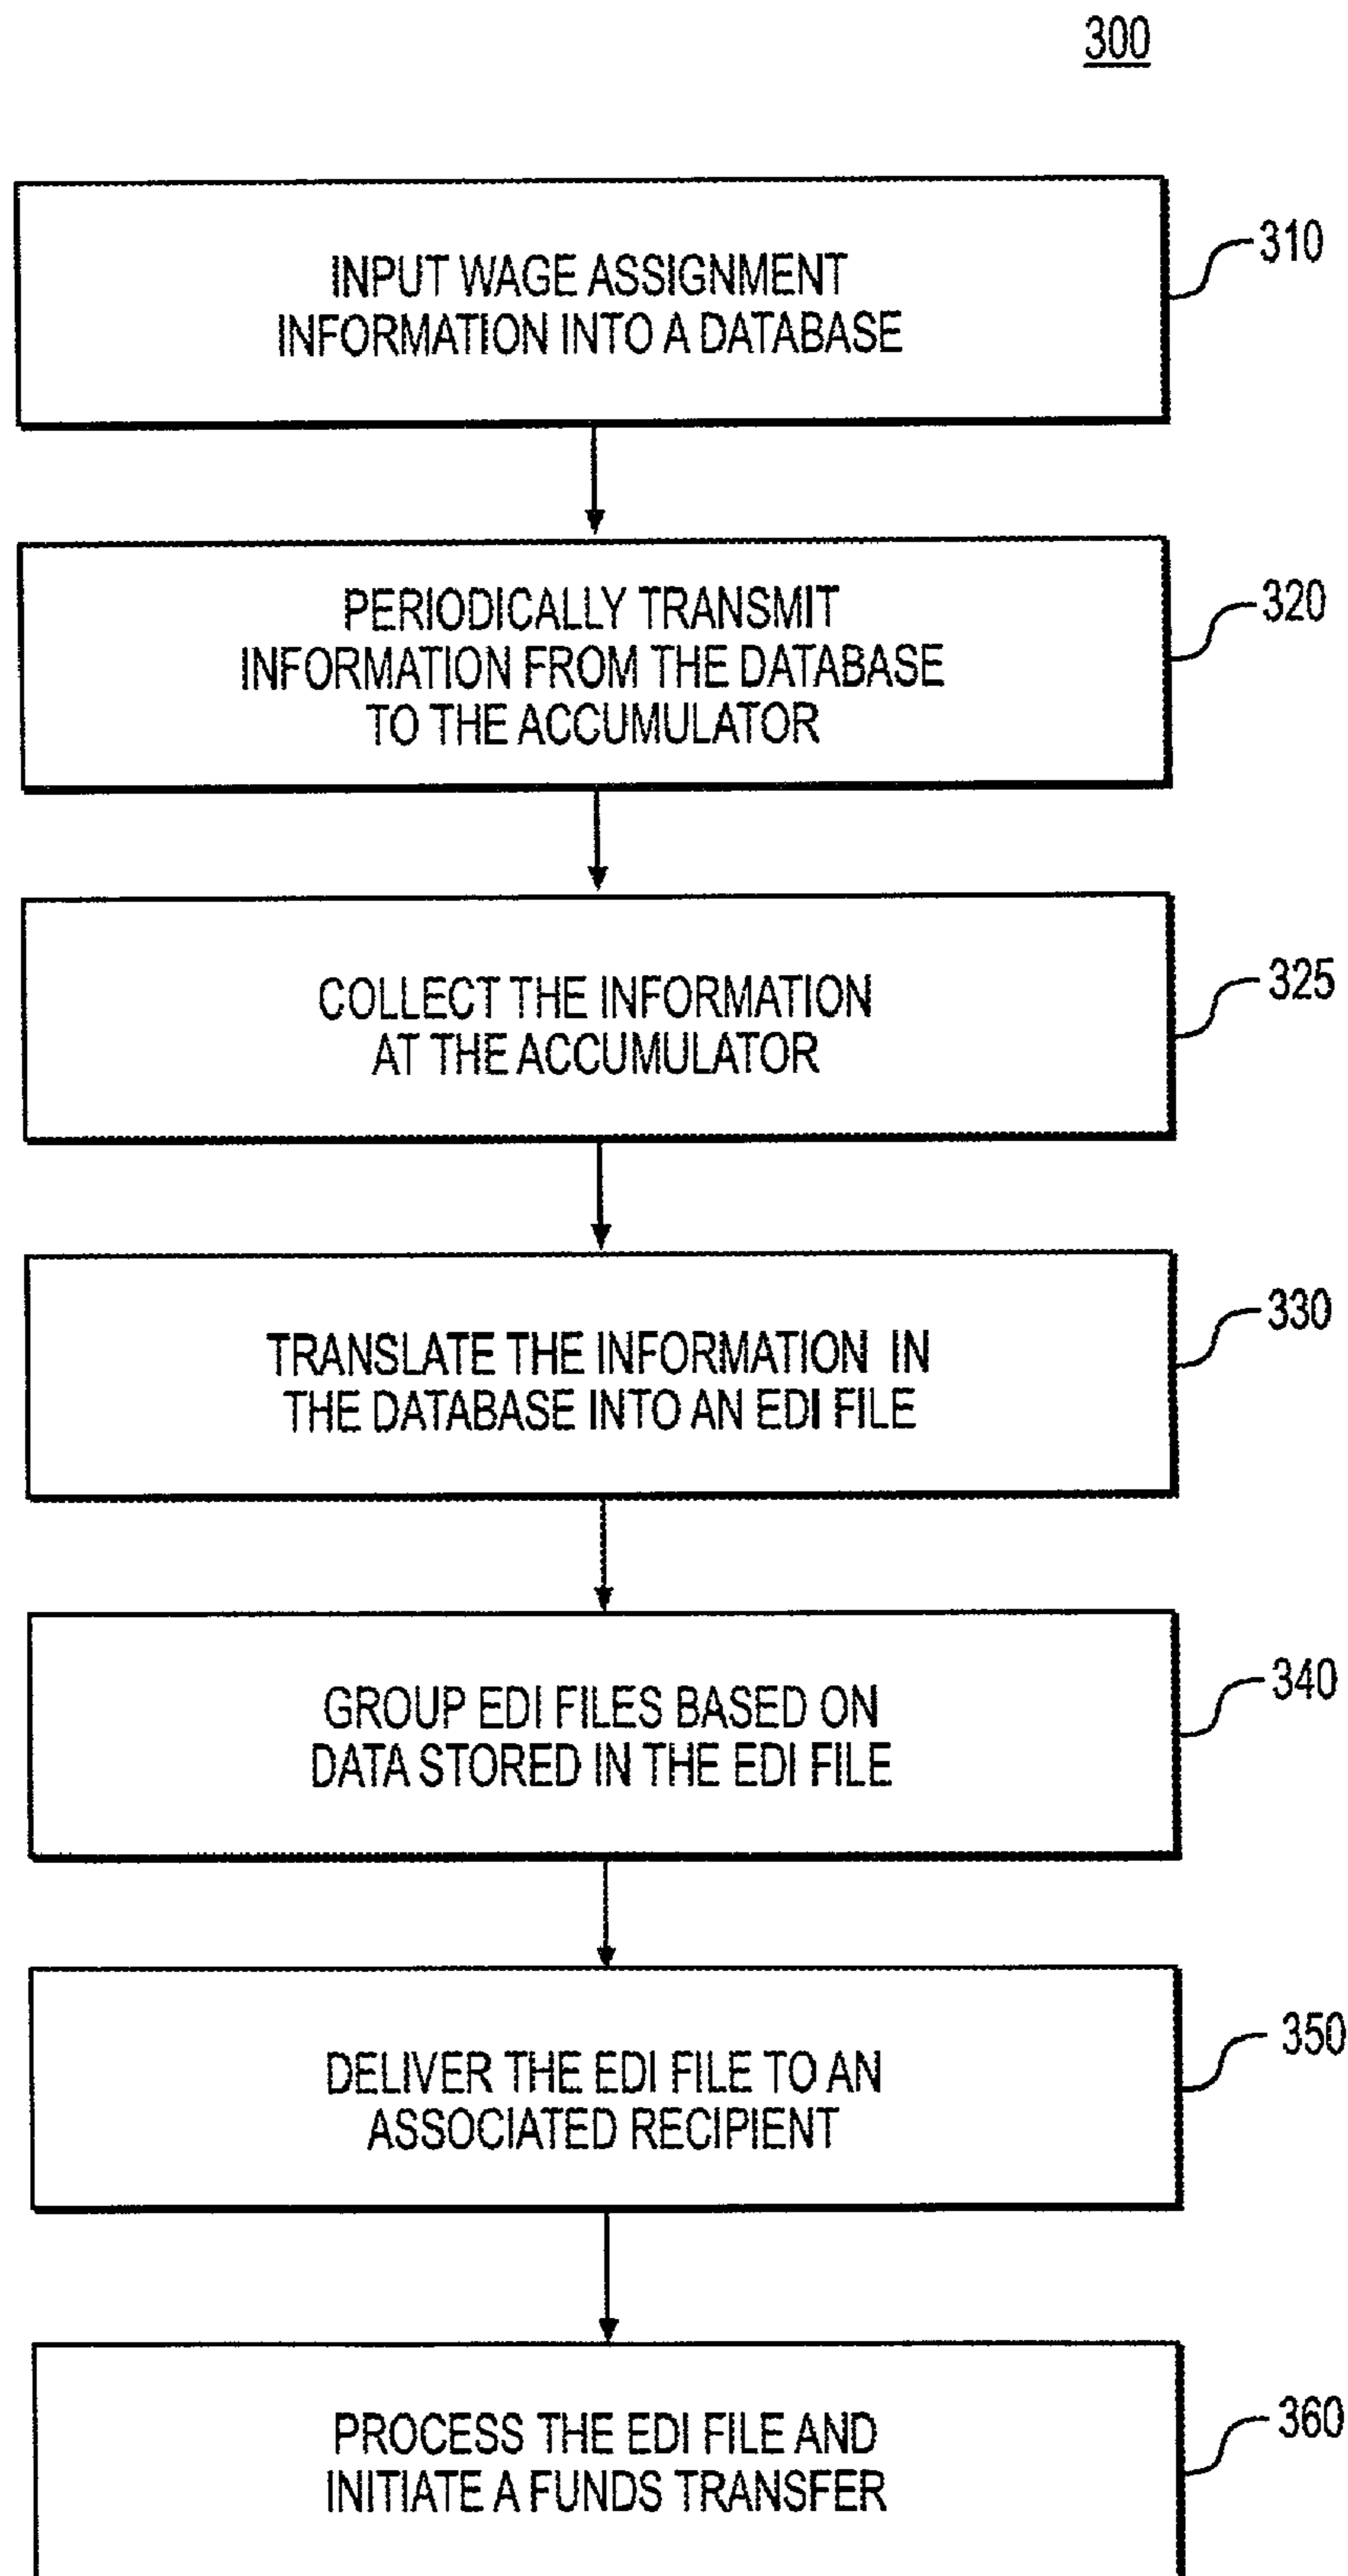 300
INPUT WAGE ASSIGNMENT
INFORMATION INTO A DATABASE
310
PERIODICALLY TRANSMIT
INFORMATION FROM THE DATABASE
TO THE ACCUMULATOR
320
COLLECT THE INFORMATION
AT THE ACCUMULATOR
325
TRANSLATE THE INFORMATION IN
THE DATABASE INTO AN EDI FILE
330
GROUP EDI FILES BASED ON
DATA STORED IN THE EDI FILE
340
DELIVER THE EDI FILE TO AN
ASSOCIATED RECIPIENT
350
PROCESS THE EDI FILE AND
INITIATE A FUNDS TRANSFER
360